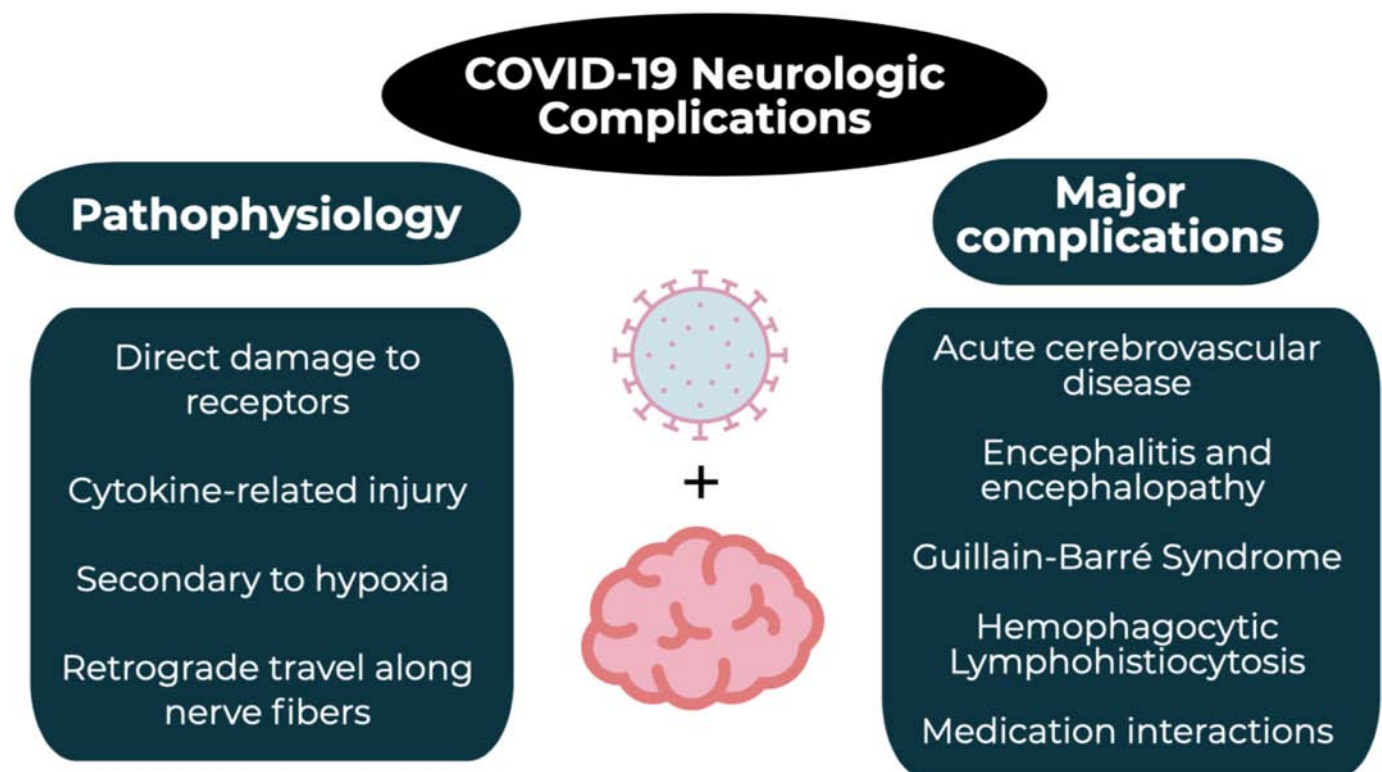 COVID-19 Neurologic
Complications
Pathophysiology
Direct damage to
receptors
Cytokine-related injury
Secondary to hypoxia
Retrograde travel along
nerve fibers
+
Major
complications
Acute cerebrovascular
disease
Encephalitis and
encephalopathy
Guillain-Barré Syndrome
Hemophagocytic
Lymphohistiocytosis
Medication interactions